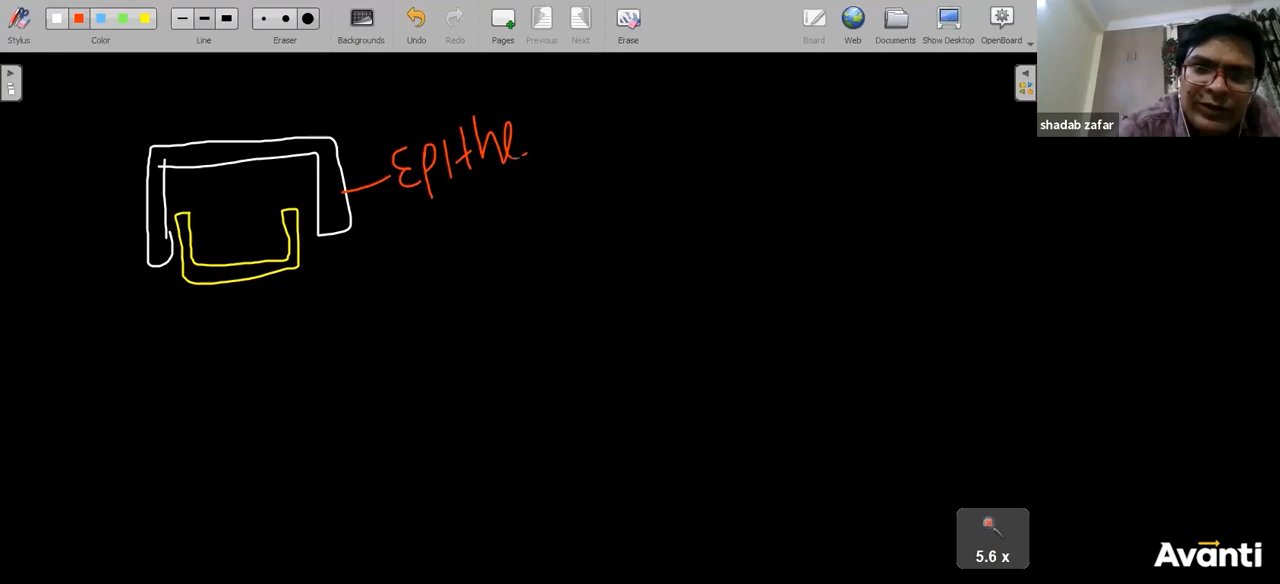 Stylus
Color
Line
Eraser
Backgrounds
Undo
Redo
Pages
Previous
Next
Erase
Board
Web
Documents
Show Desktop
OpenBoard
shadab zafar
Epithe
5.6 x
Avanti